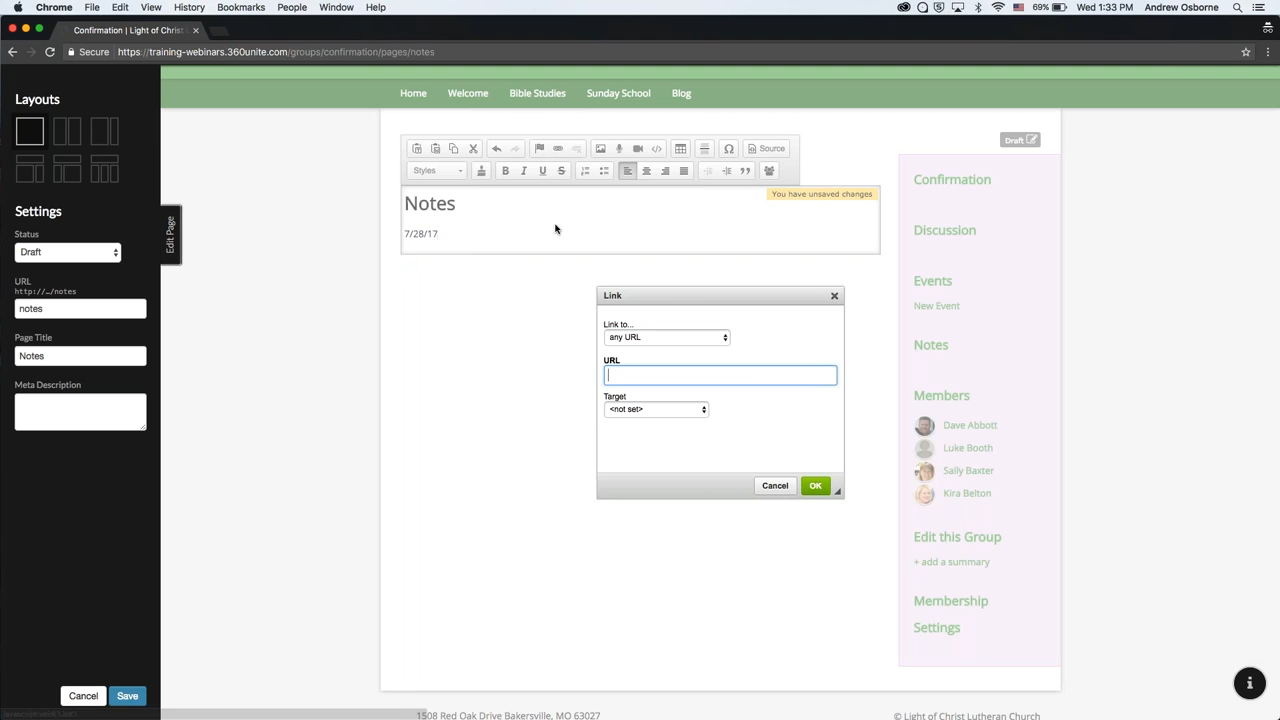 Chrome File Edit View History Bookmarks People Window Help
69% Wed 1:33 PM Andrew Osborne
Confirmation | Light of Christ
Secure https://training-webinars.360unite.com/groups/confirmation/pages/notes
Home Welcome Bible Studies Sunday School Blog
Layouts
Settings
Status
Draft
URL
http://…/notes
notes
Page Title
Notes
Meta Description
Cancel Save
Edit Page
Source
Styles
B I U S
You have unsaved changes
Notes
7/28/17
Link
Link to...
any URL
URL
Target
<not set>
Cancel OK
Draft
Confirmation
Discussion
Events
New Event
Notes
Members
Dave Abbott
Luke Booth
Sally Baxter
Kira Belton
Edit this Group
+ add a summary
Membership
Settings
1508 Red Oak Drive Bakersville, MO 63027
© Light of Christ Lutheran Church